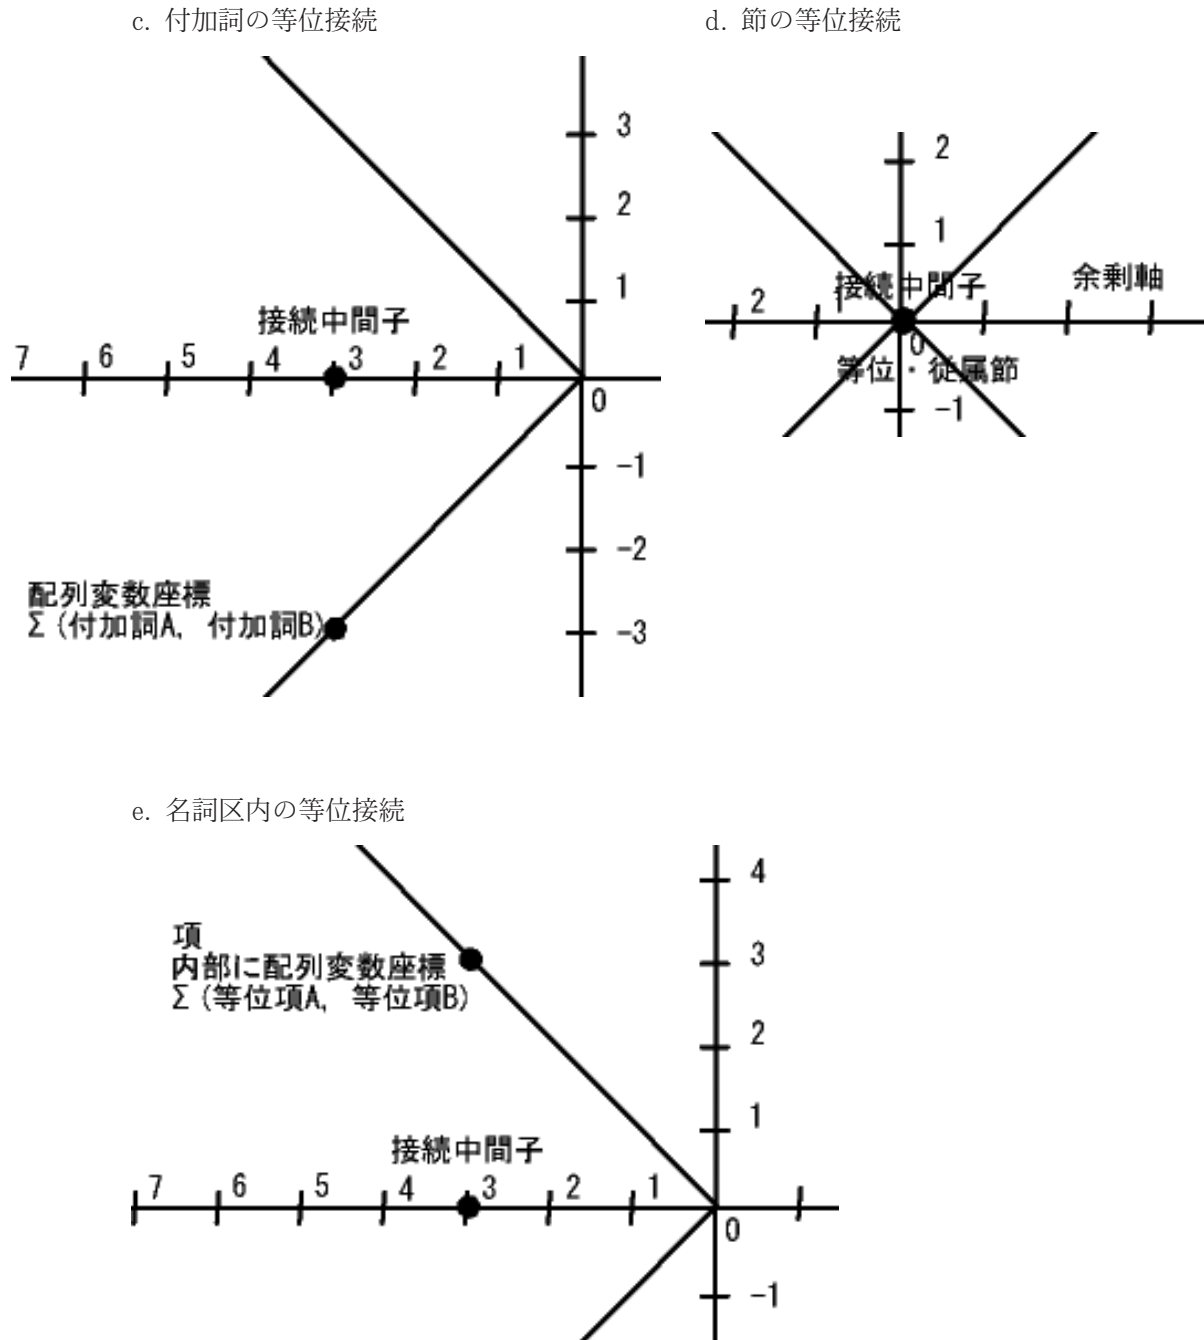 c. 付加詞の等位接続
3
2
1
接続中間子
7 6 5 4 3 2 1
0
-1
-2
配列変数座標
Σ(付加詞A, 付加詞B)
-3
d. 節の等位接続
2
1
接続中間子
余剰軸
2
0
等位・従属節
-1
e. 名詞区内の等位接続
4
項
内部に配列変数座標
Σ(等位項A, 等位項B)
3
2
1
接続中間子
7 6 5 4 3 2 1
0
-1